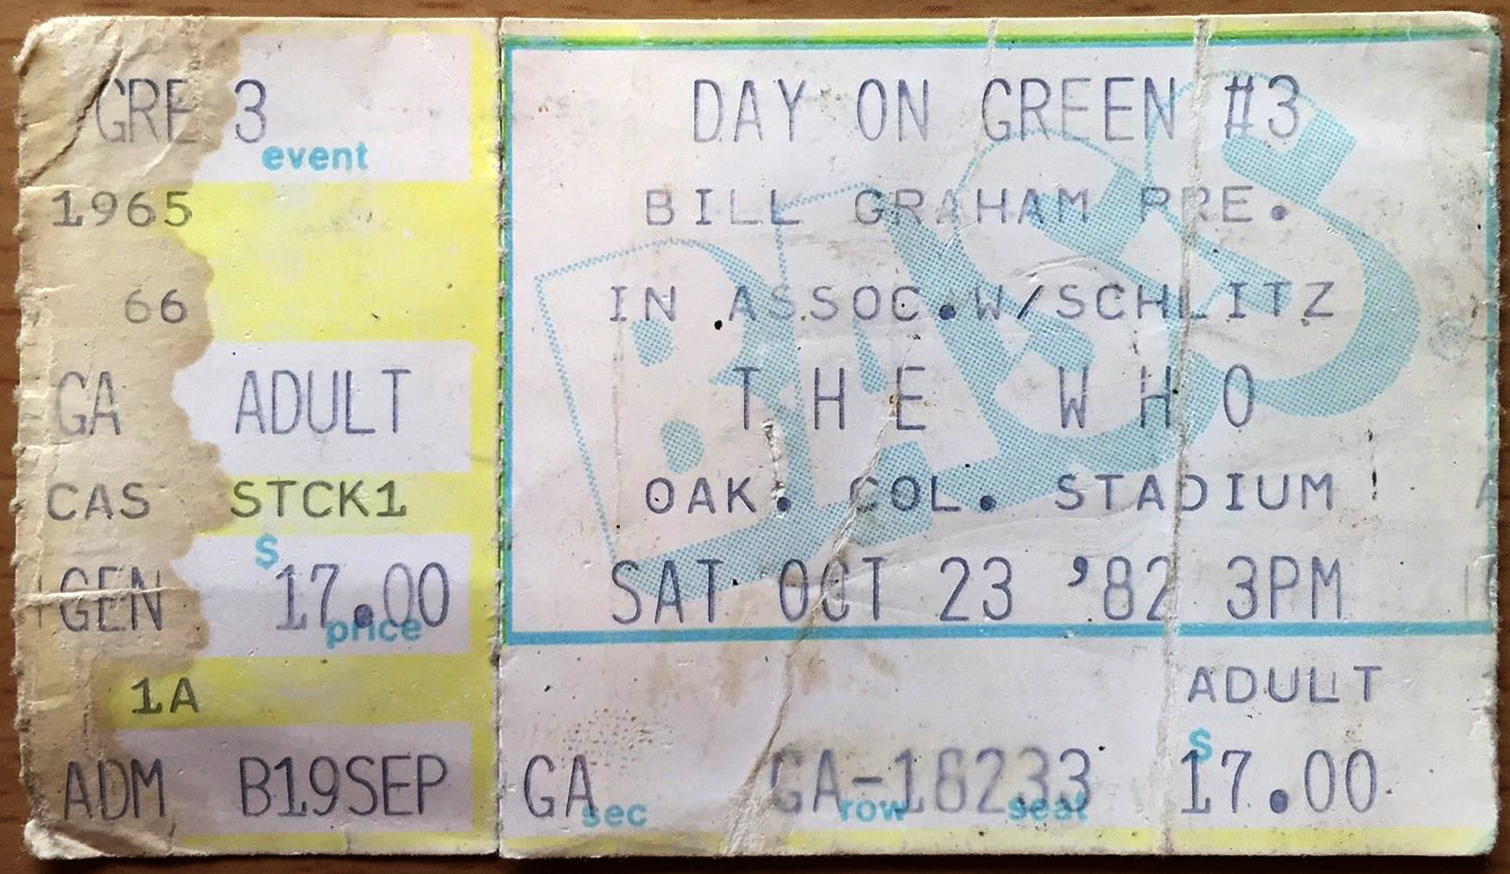 GRE 3
event
1965
66
GA ADULT
CAS STCK1
$
GEN 17.00
price
1A
ADM B19SEP
DAY ON GREEN #3
BILL GRAHAM PRE.
IN ASSOC.W/SCHLITZ
THE WHO
OAK. COL. STADIUM
SAT OCT 23 '82 3PM
BASS
ADULT
$
GA GA-18233 17.00
sec row seat